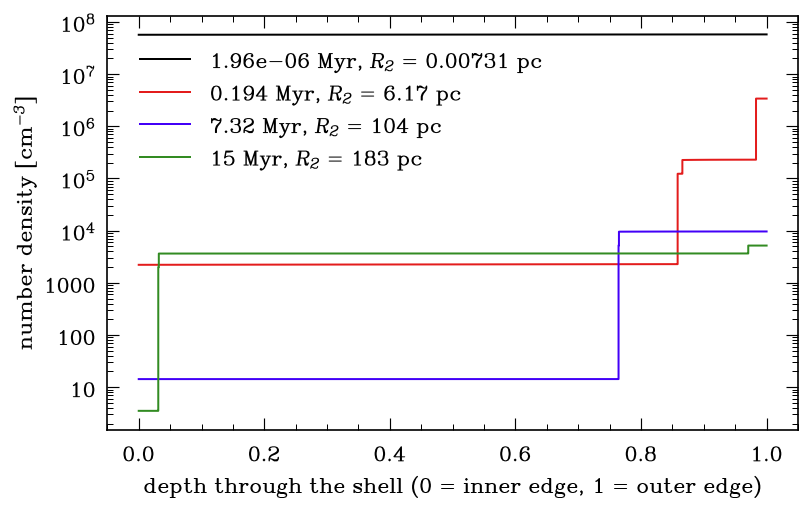 number density [cm⁻³]
10⁸
10⁷
10⁶
10⁵
10⁴
1000
100
10
1.96e−06 Myr, R₂ = 0.00731 pc
0.194 Myr, R₂ = 6.17 pc
7.32 Myr, R₂ = 104 pc
15 Myr, R₂ = 183 pc
0.0 0.2 0.4 0.6 0.8 1.0
depth through the shell (0 = inner edge, 1 = outer edge)